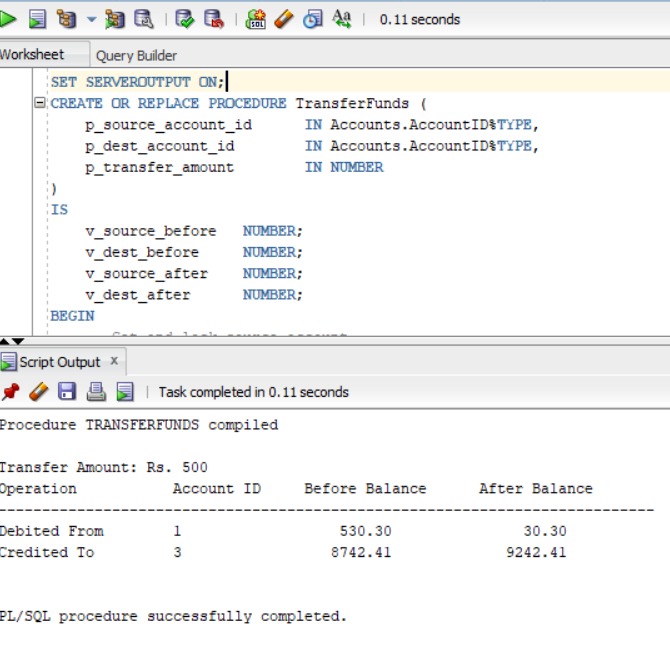 SQL
Aa
0.11 seconds
Worksheet Query Builder
SET SERVEROUTPUT ON;
CREATE OR REPLACE PROCEDURE TransferFunds (
p_source_account_id IN Accounts.AccountID%TYPE,
p_dest_account_id IN Accounts.AccountID%TYPE,
p_transfer_amount IN NUMBER
)
IS
v_source_before NUMBER;
v_dest_before NUMBER;
v_source_after NUMBER;
v_dest_after NUMBER;
BEGIN
Script Output x
Task completed in 0.11 seconds
Procedure TRANSFERFUNDS compiled
Transfer Amount: Rs. 500
Operation Account ID Before Balance After Balance
---------------------------------------------------------------------------
Debited From 1 530.30 30.30
Credited To 3 8742.41 9242.41
PL/SQL procedure successfully completed.